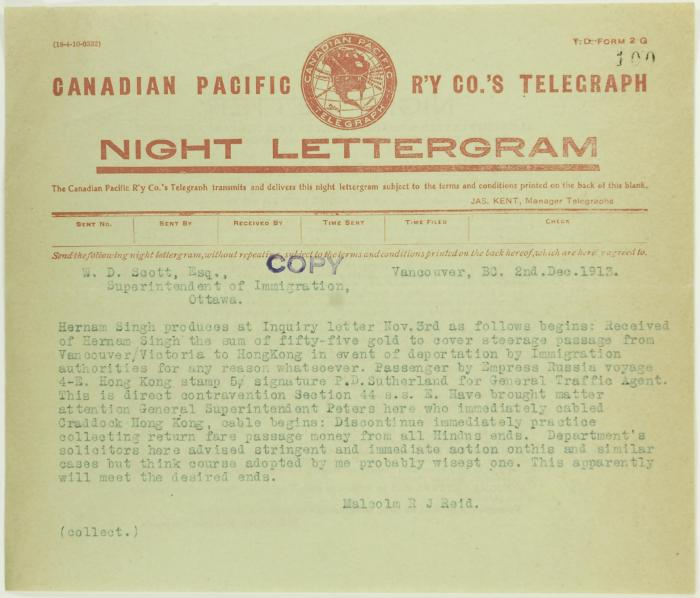 (18-4-10-0332)
T.D. FORM 2 G
100
CANADIAN PACIFIC R'Y CO.'S TELEGRAPH
CANADIAN PACIFIC
TELEGRAPH
NIGHT LETTERGRAM
The Canadian Pacific R'y Co.'s Telegraph transmits and delivers this night lettergram subject to the terms and conditions printed on the back of this blank.
JAS. KENT, Manager Telegraphs
SENT NO. SENT BY RECEIVED BY TIME SENT TIME FILED CHECK
Send the following night lettergram, without repeating, subject to the terms and conditions printed on the back hereof, which are hereby agreed to.
COPY
W. D. Scott, Esq., Vancouver, BC. 2nd.Dec.1913.
Superintendent of Immigration,
Ottawa.
Hernam Singh produces at Inquiry letter Nov.3rd as follows begins: Received
of Hernam Singh the sum of fifty-five gold to cover steerage passage from
Vancouver/Victoria to HongKong in event of deportation by Immigration
authorities for any reason whatsoever. Passenger by Empress Russia voyage
4-E. Hong Kong stamp 5¢ signature P.D.Sutherland for General Traffic Agent.
This is direct contravention Section 44 s.s. E. Have brought matter
attention General Superintendent Peters here who immediately cabled
Craddock Hong Kong, cable begins: Discontinue immediately practice
collecting return fare passage money from all Hindus ends. Department's
solicitors here advised stringent and immediate action onthis and similar
cases but think course adopted by me probably wisest one. This apparently
will meet the desired ends.
Malcolm R J Reid.
(collect.)